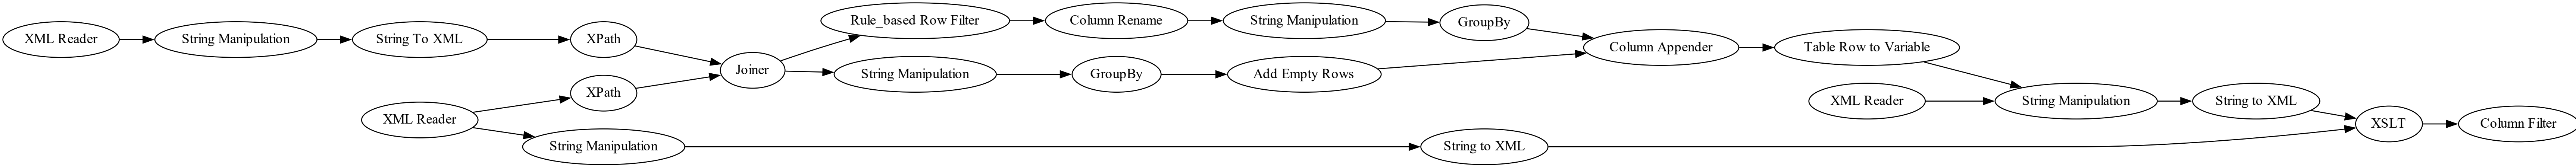 XML Reader
String Manipulation
String To XML
XPath
XML Reader
XPath
String Manipulation
Joiner
Rule_based Row Filter
Column Rename
String Manipulation
GroupBy
String Manipulation
GroupBy
Add Empty Rows
String to XML
Column Appender
Table Row to Variable
XML Reader
String Manipulation
String to XML
XSLT
Column Filter